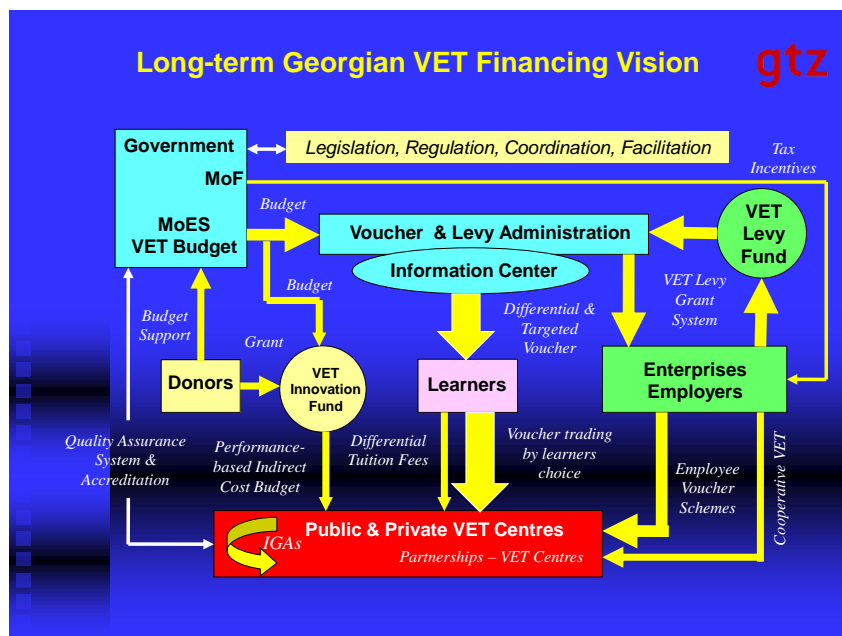 Long-term Georgian VET Financing Vision
gtz
Government
MoF
MoES
VET Budget
Legislation, Regulation, Coordination, Facilitation
Tax
Incentives
Budget
Voucher & Levy Administration
Information Center
VET
Levy
Fund
Budget
Support
Budget
Grant
Differential &
Targeted
Voucher
VET Levy
Grant
System
Donors
VET
Innovation
Fund
Learners
Enterprises
Employers
Quality Assurance
System &
Accreditation
Performance-
based Indirect
Cost Budget
Differential
Tuition Fees
Voucher trading
by learners
choice
Employee
Voucher
Schemes
Cooperative VET
Public & Private VET Centres
IGAs
Partnerships – VET Centres